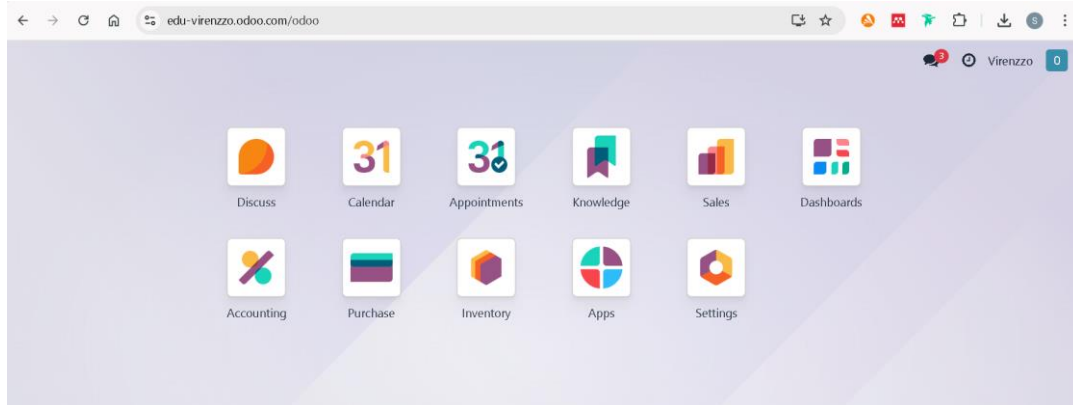 edu-virenzzo.odoo.com/odoo
S
3
Virenzzo
0
31
31
Discuss
Calendar
Appointments
Knowledge
Sales
Dashboards
Accounting
Purchase
Inventory
Apps
Settings